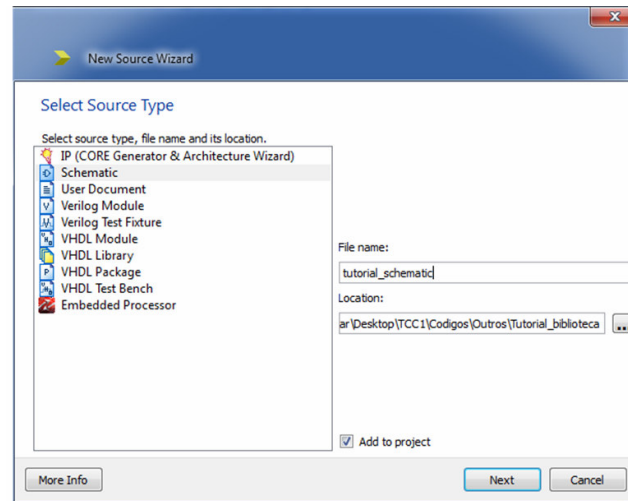 New Source Wizard
Select Source Type
Select source type, file name and its location.
IP (CORE Generator & Architecture Wizard)
Schematic
User Document
Verilog Module
Verilog Test Fixture
VHDL Module
VHDL Library
VHDL Package
VHDL Test Bench
Embedded Processor
File name:
tutorial_schematic
Location:
ar\Desktop\TCC1\Codigos\Outros\Tutorial_biblioteca
Add to project
More Info
Next
Cancel